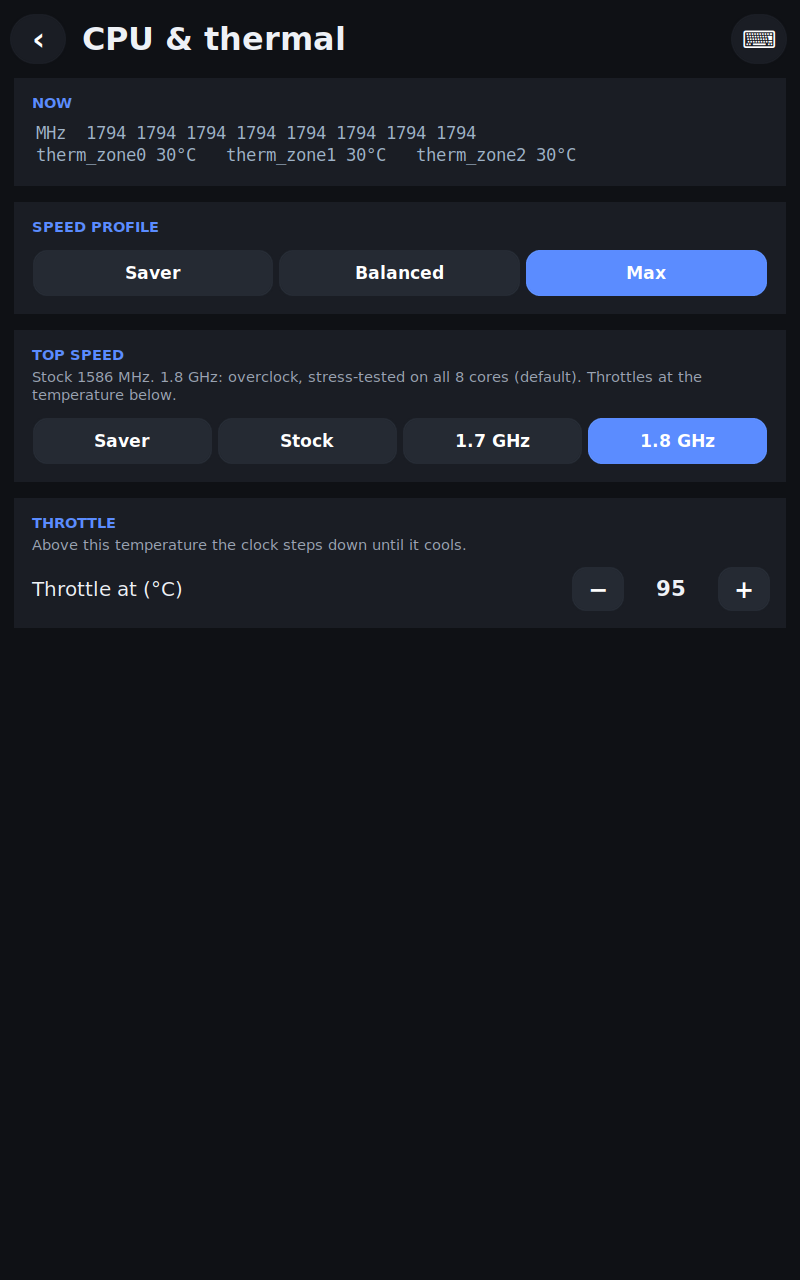 ‹ CPU & thermal ⌨
NOW
MHz 1794 1794 1794 1794 1794 1794 1794 1794
therm_zone0 30°C therm_zone1 30°C therm_zone2 30°C
SPEED PROFILE
Saver Balanced Max
TOP SPEED
Stock 1586 MHz. 1.8 GHz: overclock, stress-tested on all 8 cores (default). Throttles at the
temperature below.
Saver Stock 1.7 GHz 1.8 GHz
THROTTLE
Above this temperature the clock steps down until it cools.
Throttle at (°C) − 95 +